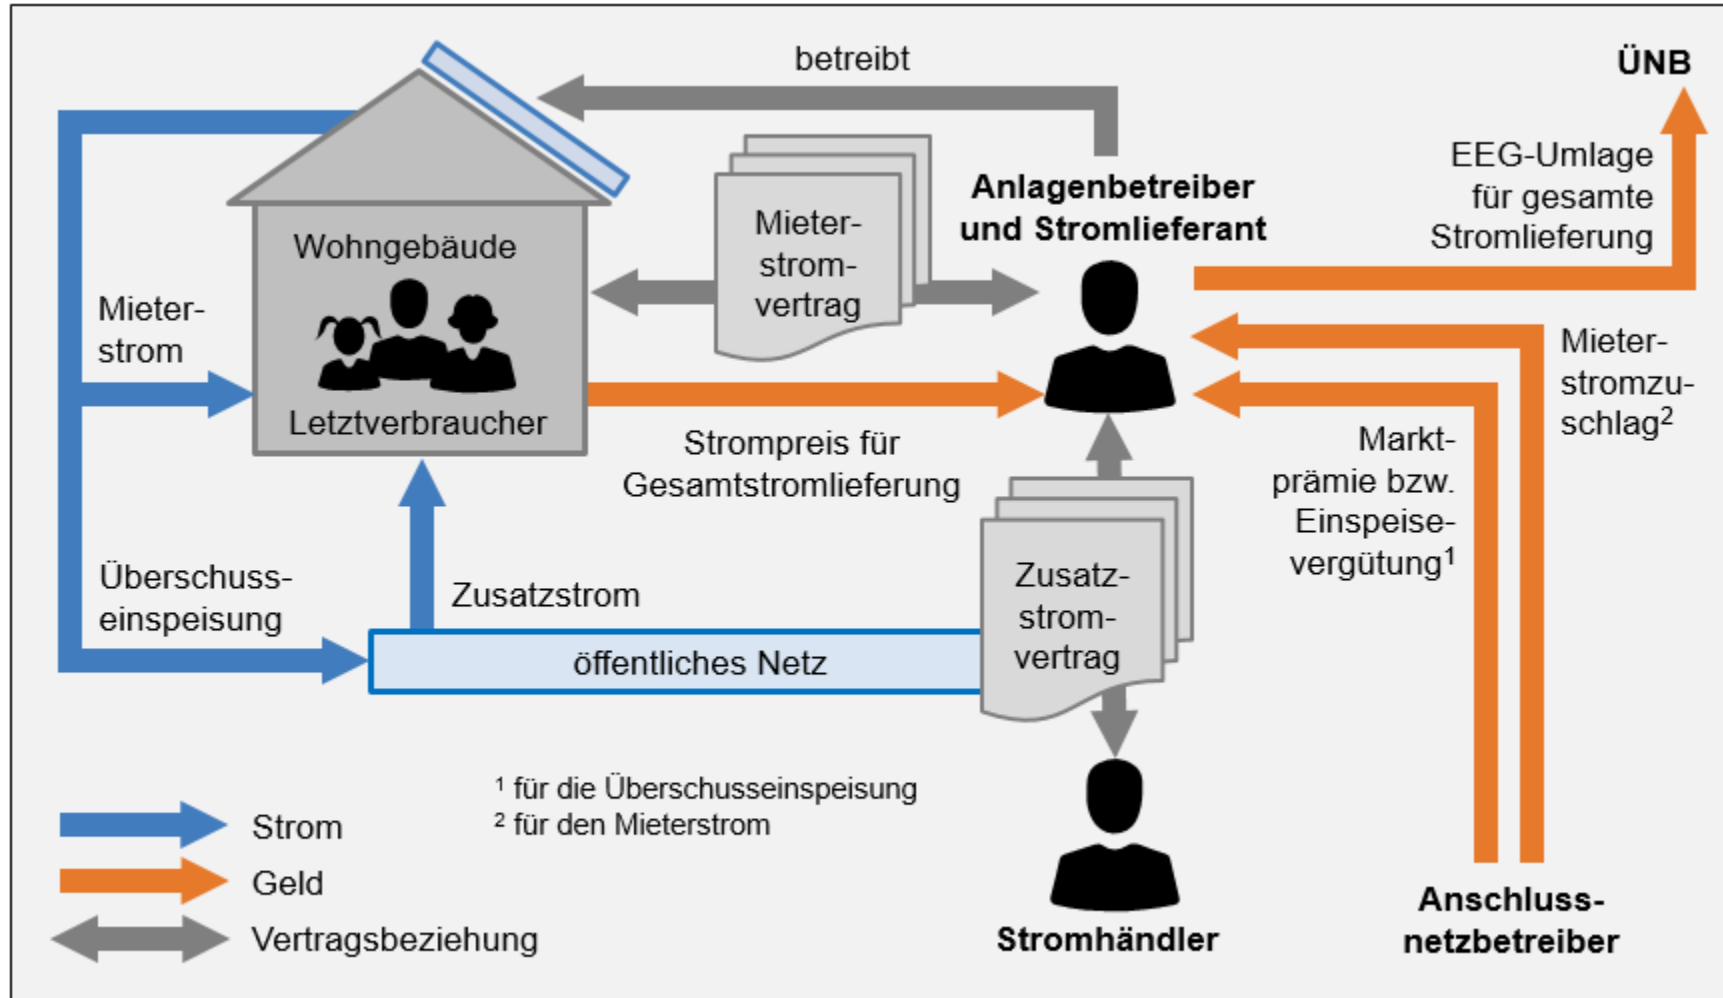 betreibt
ÜNB
EEG-Umlage
für gesamte
Stromlieferung
Anlagenbetreiber
und Stromlieferant
Mieter-
strom-
vertrag
Wohngebäude
Letztverbraucher
Mieter-
strom
Strompreis für
Gesamtstromlieferung
Mieter-
stromzu-
schlag²
Markt-
prämie bzw.
Einspeise-
vergütung¹
Überschuss-
einspeisung
Zusatzstrom
öffentliches Netz
Zusatz-
strom-
vertrag
¹ für die Überschusseinspeisung
² für den Mieterstrom
Strom
Geld
Vertragsbeziehung
Stromhändler
Anschluss-
netzbetreiber